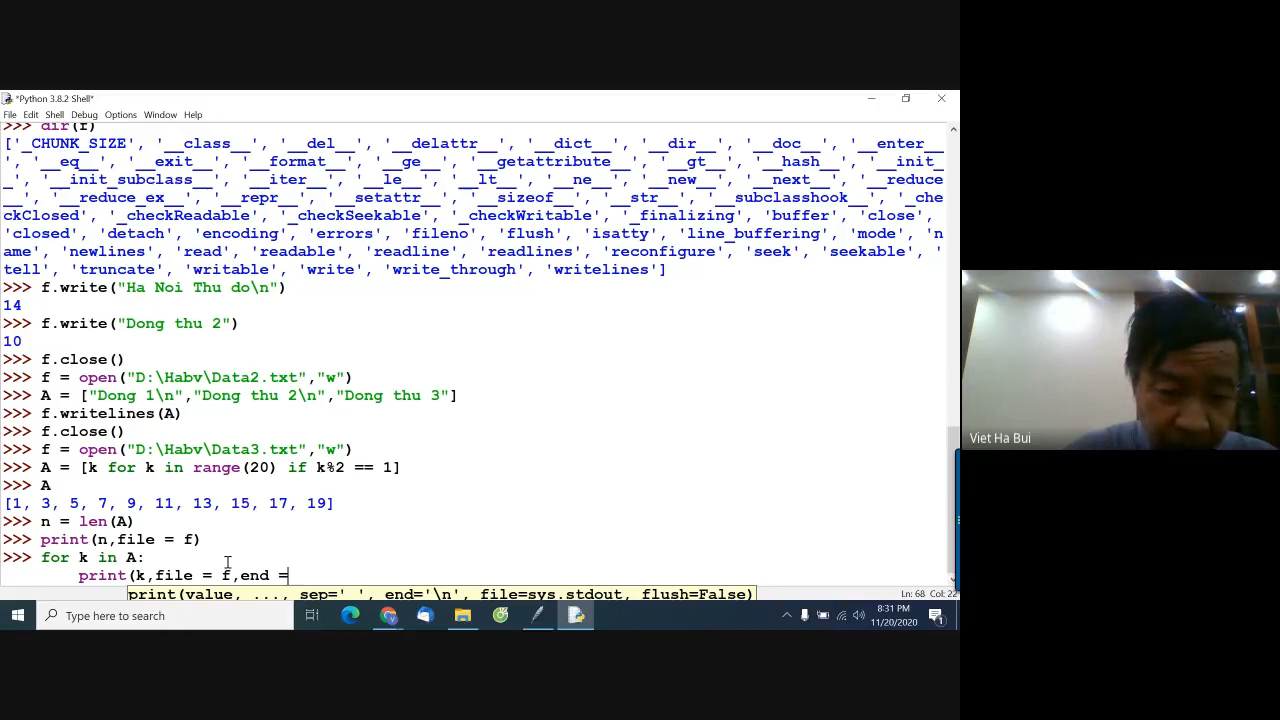 *Python 3.8.2 Shell*
File Edit Shell Debug Options Window Help
>>> dir(f)
['_CHUNK_SIZE', '__class__', '__del__', '__delattr__', '__dict__', '__dir__', '__doc__', '__enter__
', '__eq__', '__exit__', '__format__', '__ge__', '__getattribute__', '__gt__', '__hash__', '__init_
_', '__init_subclass__', '__iter__', '__le__', '__lt__', '__ne__', '__new__', '__next__', '__reduce
__', '__reduce_ex__', '__repr__', '__setattr__', '__sizeof__', '__str__', '__subclasshook__', '_che
ckClosed', '_checkReadable', '_checkSeekable', '_checkWritable', '_finalizing', 'buffer', 'close',
'closed', 'detach', 'encoding', 'errors', 'fileno', 'flush', 'isatty', 'line_buffering', 'mode', 'n
ame', 'newlines', 'read', 'readable', 'readline', 'readlines', 'reconfigure', 'seek', 'seekable', '
tell', 'truncate', 'writable', 'write', 'write_through', 'writelines']
>>> f.write("Ha Noi Thu do\n")
14
>>> f.write("Dong thu 2")
10
>>> f.close()
>>> f = open("D:\Habv\Data2.txt","w")
>>> A = ["Dong 1\n","Dong thu 2\n","Dong thu 3"]
>>> f.writelines(A)
>>> f.close()
>>> f = open("D:\Habv\Data3.txt","w")
>>> A = [k for k in range(20) if k%2 == 1]
>>> A
[1, 3, 5, 7, 9, 11, 13, 15, 17, 19]
>>> n = len(A)
>>> print(n,file = f)
>>> for k in A:
print(k,file = f,end =
print(value, ..., sep=' ', end='\n', file=sys.stdout, flush=False)
Ln: 68 Col: 22
Type here to search
8:31 PM
11/20/2020
1
Viet Ha Bui